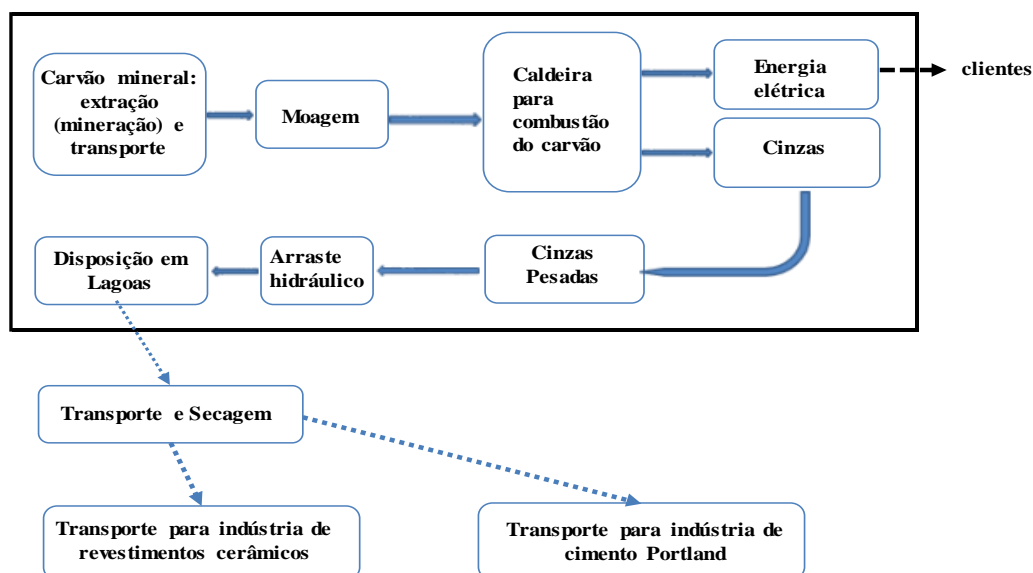 Carvão mineral:
extração
(mineração) e
transporte
Moagem
Caldeira
para
combustão
do carvão
Energia
elétrica
clientes
Cinzas
Cinzas
Pesadas
Arraste
hidráulico
Disposição em
Lagoas
Transporte e Secagem
Transporte para indústria de
revestimentos cerâmicos
Transporte para indústria de
cimento Portland